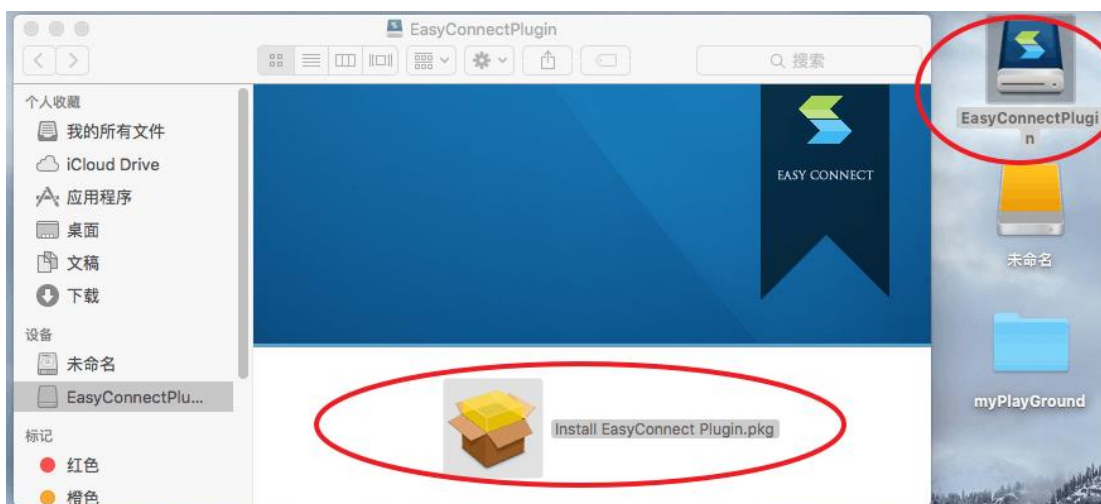 EasyConnectPlugin
搜索
个人收藏
我的所有文件
iCloud Drive
应用程序
桌面
文稿
下载
设备
未命名
EasyConnectPlu...
标记
红色
橙色
EASY CONNECT
Install EasyConnect Plugin.pkg
EasyConnectPlugi
n
未命名
myPlayGround